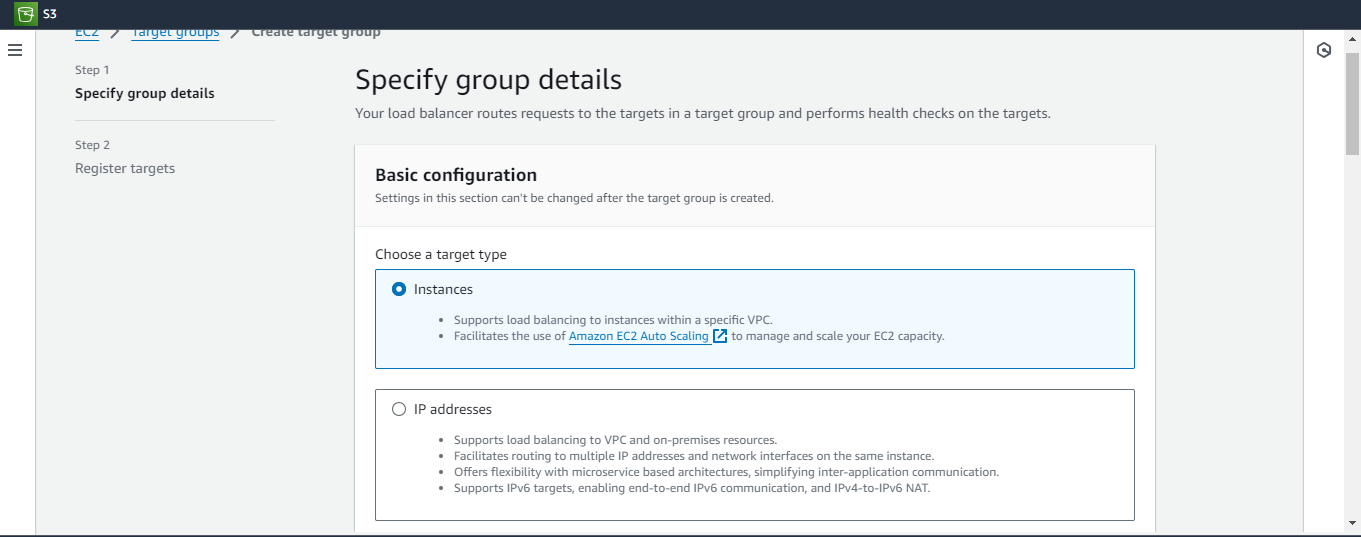 S3
EC2 > Target groups > Create target group
Step 1
Specify group details
Step 2
Register targets
Specify group details
Your load balancer routes requests to the targets in a target group and performs health checks on the targets.
Basic configuration
Settings in this section can't be changed after the target group is created.
Choose a target type
Instances
• Supports load balancing to instances within a specific VPC.
• Facilitates the use of Amazon EC2 Auto Scaling to manage and scale your EC2 capacity.
IP addresses
• Supports load balancing to VPC and on-premises resources.
• Facilitates routing to multiple IP addresses and network interfaces on the same instance.
• Offers flexibility with microservice based architectures, simplifying inter-application communication.
• Supports IPv6 targets, enabling end-to-end IPv6 communication, and IPv4-to-IPv6 NAT.